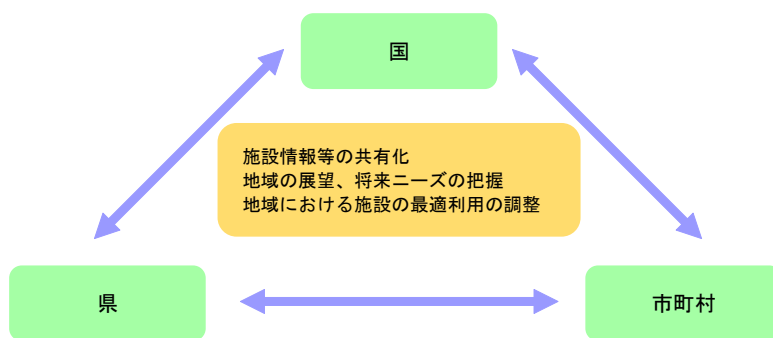 国
施設情報等の共有化
地域の展望、将来ニーズの把握
地域における施設の最適利用の調整
県
市町村